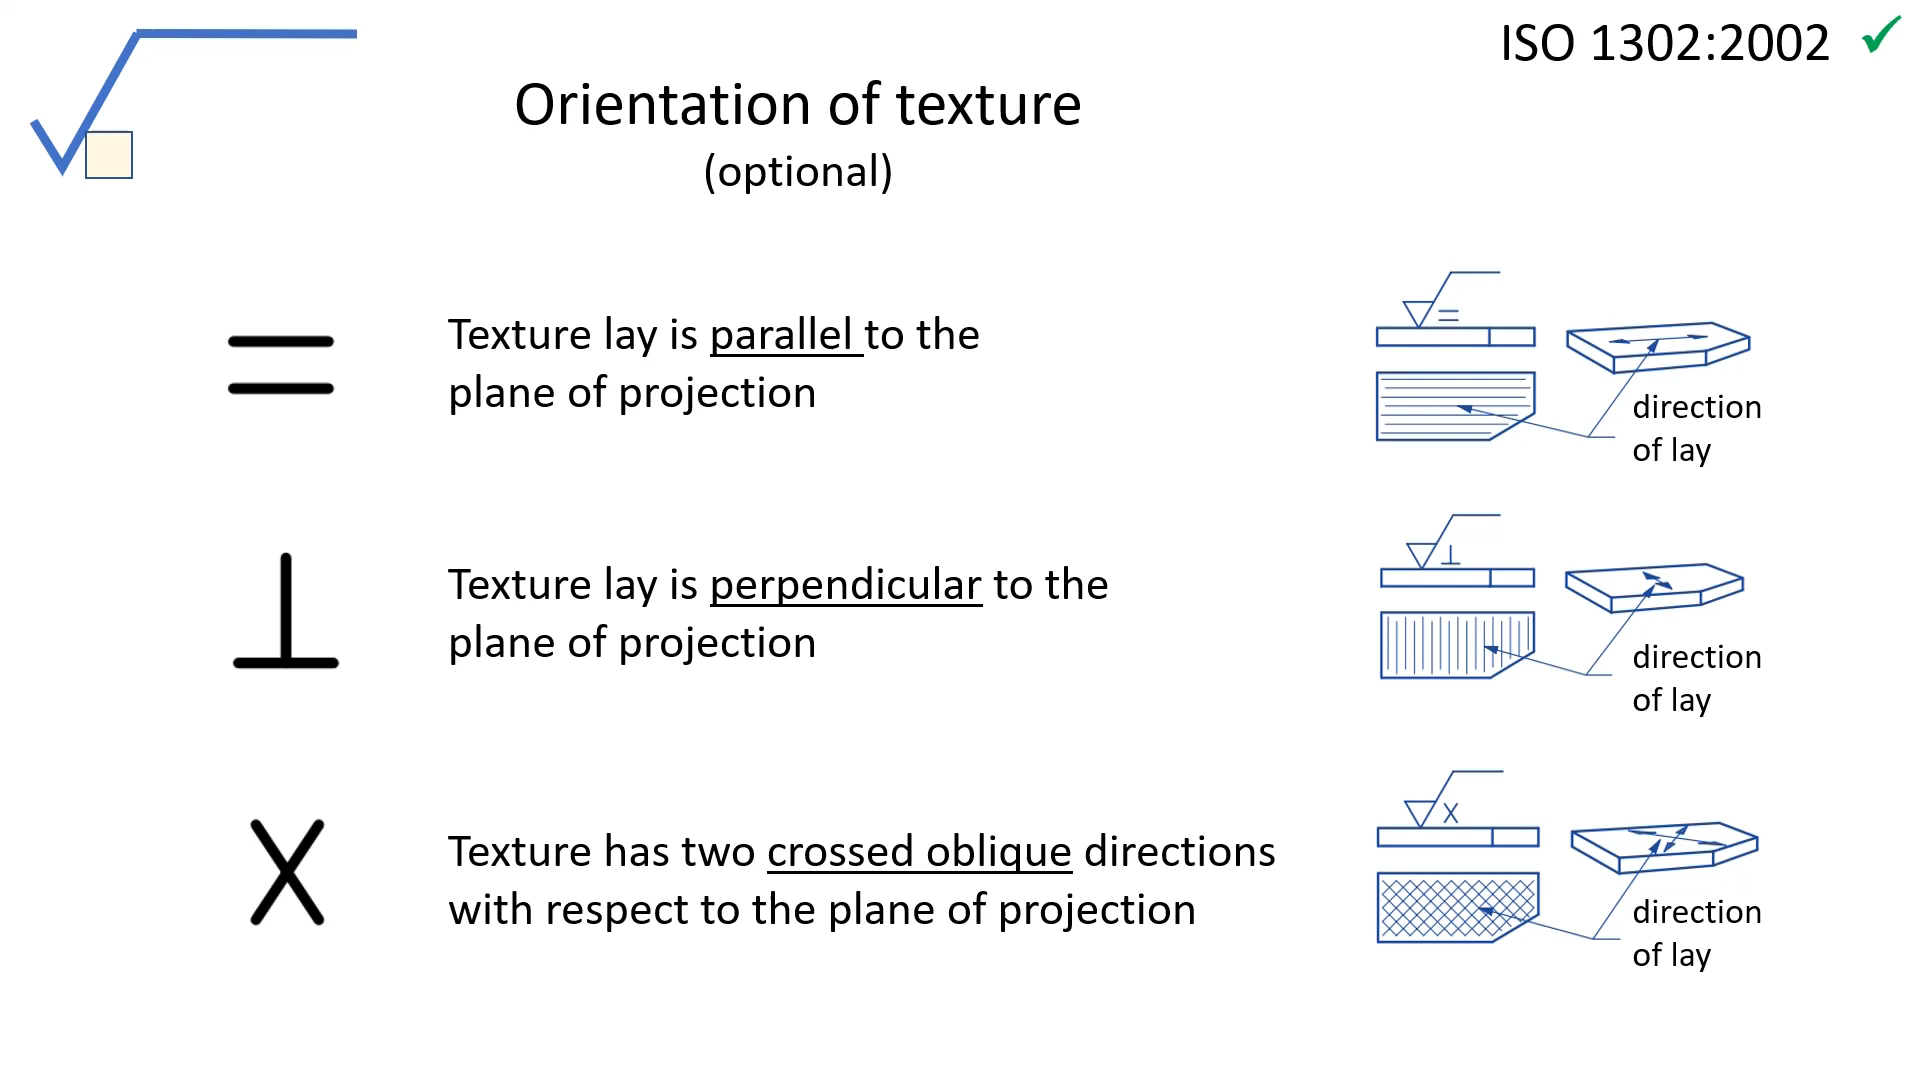 ISO 1302:2002 ✓
Orientation of texture
(optional)
=
Texture lay is parallel to the
plane of projection
=
direction
of lay
⊥
Texture lay is perpendicular to the
plane of projection
⊥
direction
of lay
X
Texture has two crossed oblique directions
with respect to the plane of projection
X
direction
of lay